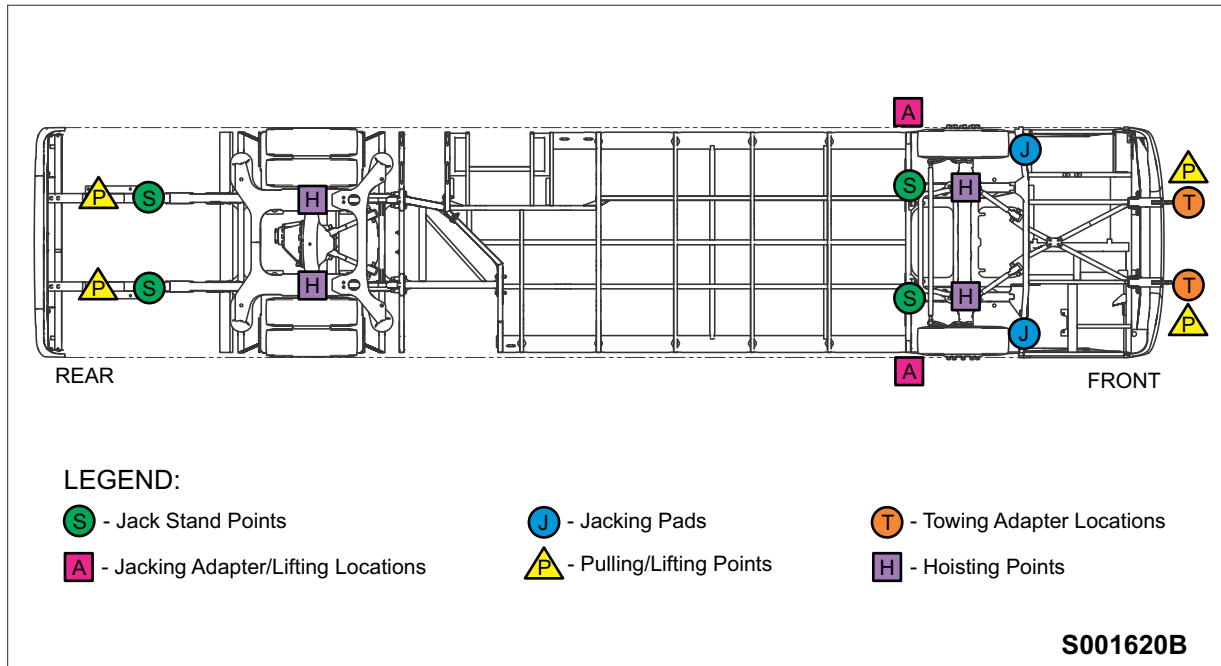 A
J
P
S
H
P
S
H
T
P
S
H
S
H
T
P
J
A
REAR
FRONT
LEGEND:
S - Jack Stand Points
J - Jacking Pads
T - Towing Adapter Locations
A - Jacking Adapter/Lifting Locations
P - Pulling/Lifting Points
H - Hoisting Points
S001620B